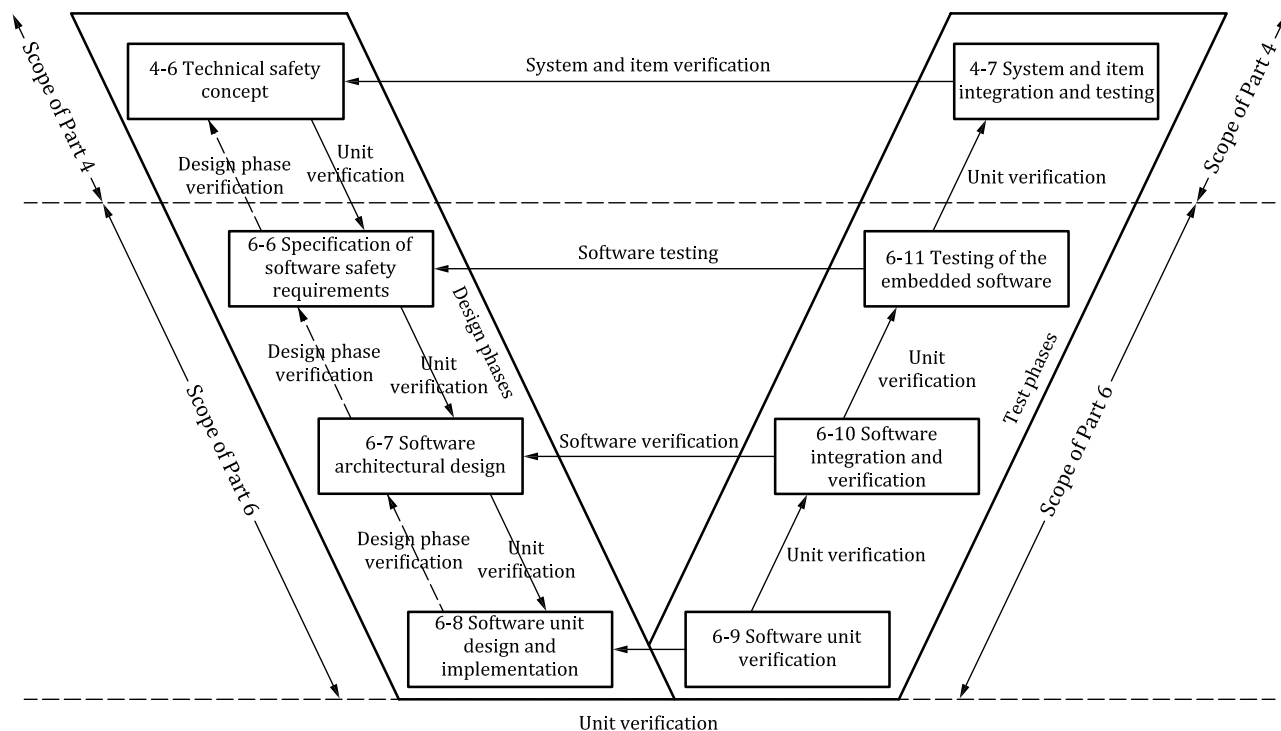 Scope of Part 4
4-6 Technical safety
concept
System and item verification
4-7 System and item
integration and testing
Scope of Part 4
Design phase
verification
Unit
verification
Unit verification
6-6 Specification of
software safety
requirements
Software testing
6-11 Testing of the
embedded software
Design phases
Design phase
verification
Unit
verification
Unit
verification
Test phases
Scope of Part 6
Scope of Part 6
6-7 Software
architectural design
Software verification
6-10 Software
integration and
verification
Design phase
verification
Unit
verification
Unit verification
6-8 Software unit
design and
implementation
6-9 Software unit
verification
Unit verification